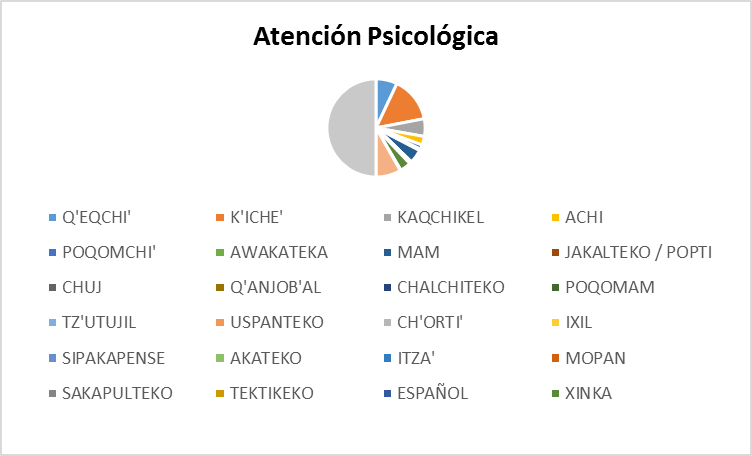 Atención Psicológica
Q'EQCHI' K'ICHE' KAQCHIKEL ACHI
POQOMCHI' AWAKATEKA MAM JAKALTEKO / POPTI
CHUJ Q'ANJOB'AL CHALCHITEKO POQOMAM
TZ'UTUJIL USPANTEKO CH'ORTI' IXIL
SIPAKAPENSE AKATEKO ITZA' MOPAN
SAKAPULTEKO TEKTIKEKO ESPAÑOL XINKA